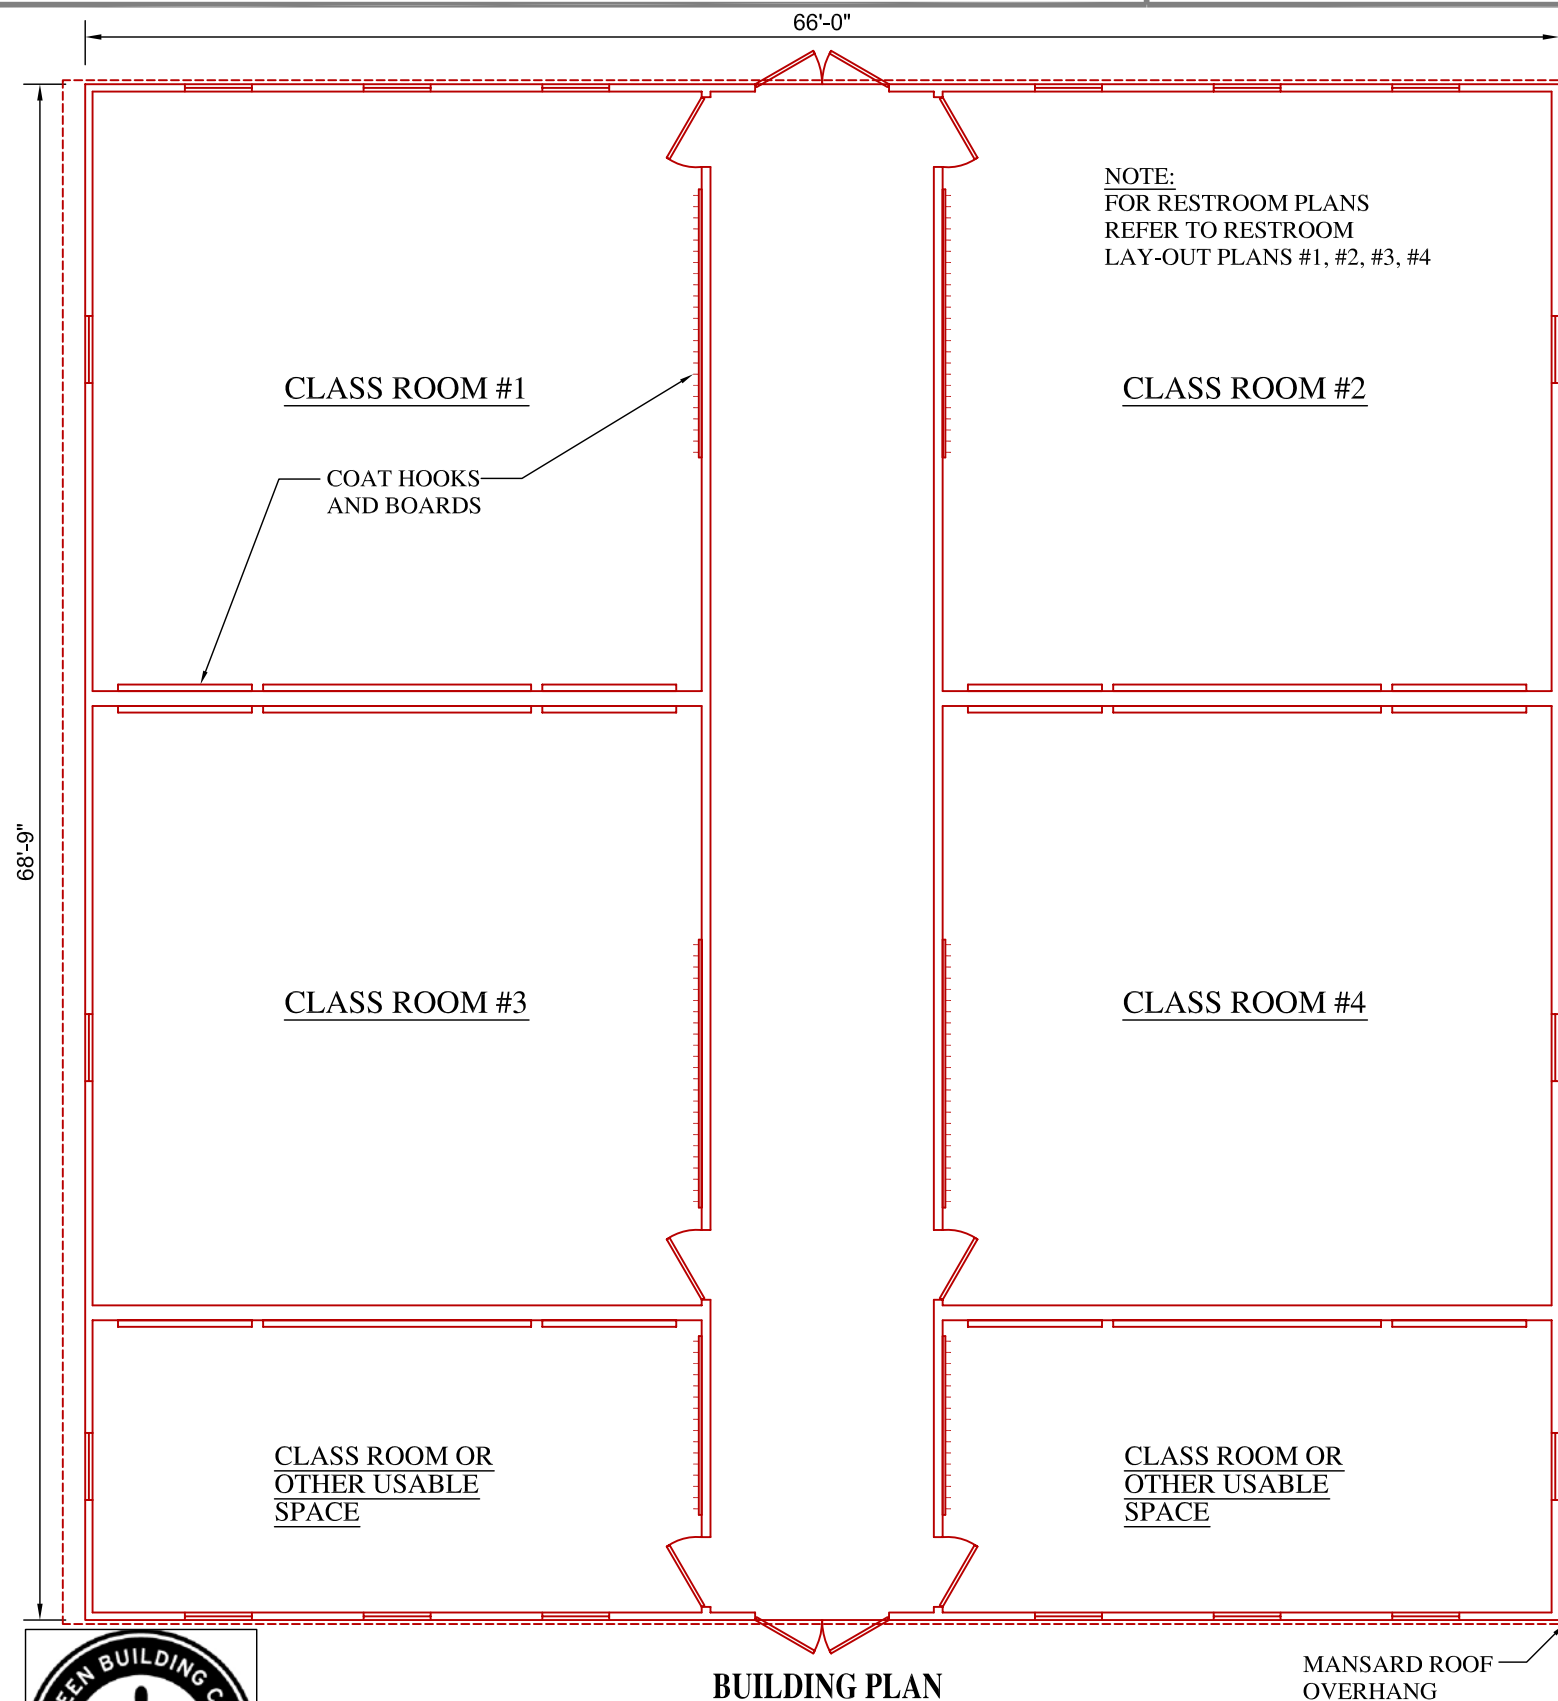 66'-0"
NOTE:
FOR RESTROOM PLANS
REFER TO RESTROOM
LAY-OUT PLANS #1, #2, #3, #4
CLASS ROOM #1
CLASS ROOM #2
COAT HOOKS
AND BOARDS
68'-9"
CLASS ROOM #3
CLASS ROOM #4
CLASS ROOM OR
OTHER USABLE
SPACE
CLASS ROOM OR
OTHER USABLE
SPACE
BUILDING
BUILDING PLAN
MANSARD ROOF
OVERHANG